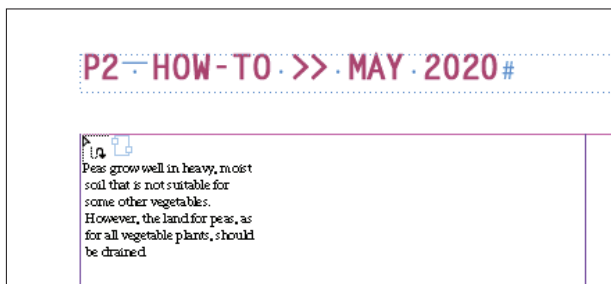 P2 — HOW-TO >> MAY 2020#
Peas grow well in heavy, moist
soil that is not suitable for
some other vegetables.
However, the land for peas, as
for all vegetable plants, should
be drained